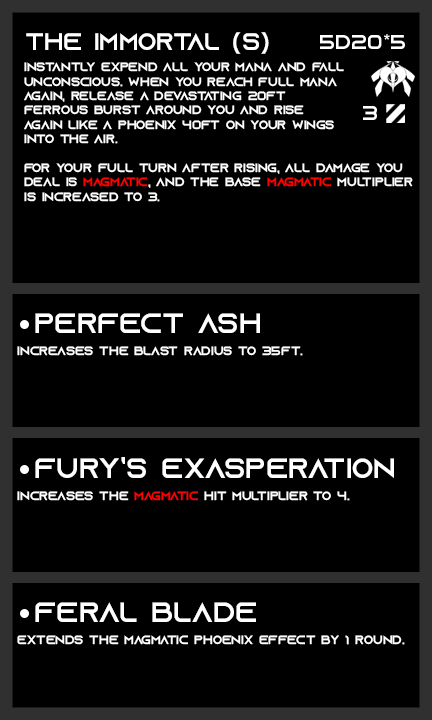 THE IMMORTAL (S) 5D20*5
INSTANTLY EXPEND ALL YOUR MANA AND FALL
UNCONSCIOUS. WHEN YOU REACH FULL MANA
AGAIN, RELEASE A DEVASTATING 20FT
FERROUS BURST AROUND YOU AND RISE
3
AGAIN LIKE A PHOENIX 40FT ON YOUR WINGS
INTO THE AIR.
FOR YOUR FULL TURN AFTER RISING, ALL DAMAGE YOU
DEAL IS MAGMATIC, AND THE BASE MAGMATIC MULTIPLIER
IS INCREASED TO 3.
•PERFECT ASH
INCREASES THE BLAST RADIUS TO 35FT.
•FURY'S EXASPERATION
INCREASES THE MAGMATIC HIT MULTIPLIER TO 4.
•FERAL BLADE
EXTENDS THE MAGMATIC PHOENIX EFFECT BY 1 ROUND.